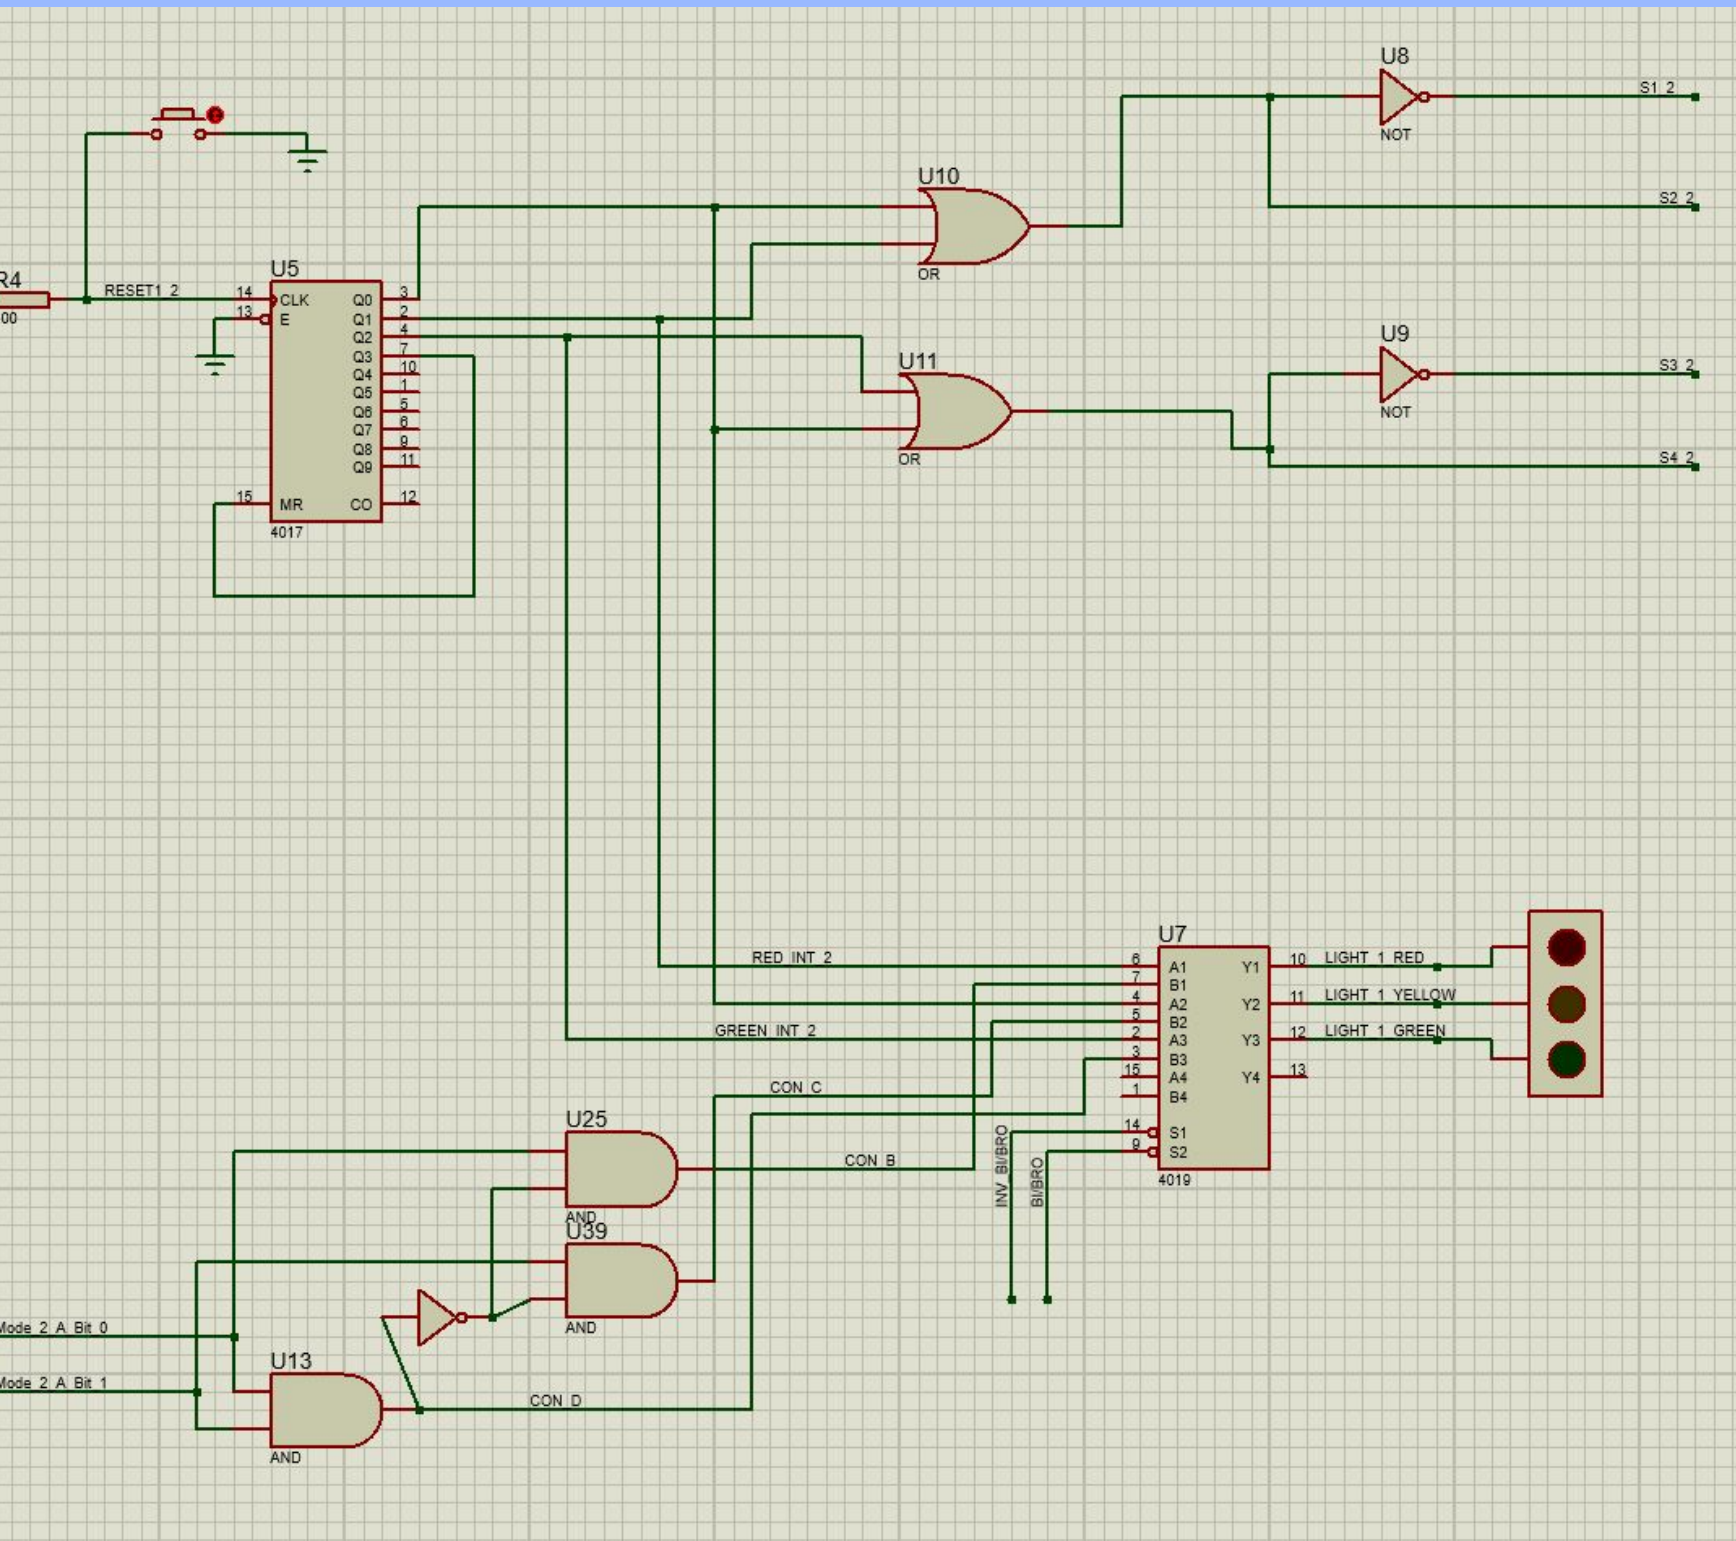 U8
S1_2
NOT
U10
S2_2
OR
R4
00
RESET1_2
U5
14
13
15
CLK
E
MR
Q0
Q1
Q2
Q3
Q4
Q5
Q6
Q7
Q8
Q9
CO
3
2
4
7
10
1
5
6
9
11
12
4017
U11
OR
U9
S3_2
NOT
S4_2
U7
RED_INT_2
GREEN_INT_2
CON_C
CON_B
6
7
4
5
2
3
15
1
14
9
A1
B1
A2
B2
A3
B3
A4
B4
S1
S2
Y1
Y2
Y3
Y4
10
11
12
13
LIGHT_1_RED
LIGHT_1_YELLOW
LIGHT_1_GREEN
4019
INV_BI/BRO
BI/BRO
U25
AND
U39
AND
Mode_2_A_Bit_0
Mode_2_A_Bit_1
U13
AND
CON_D